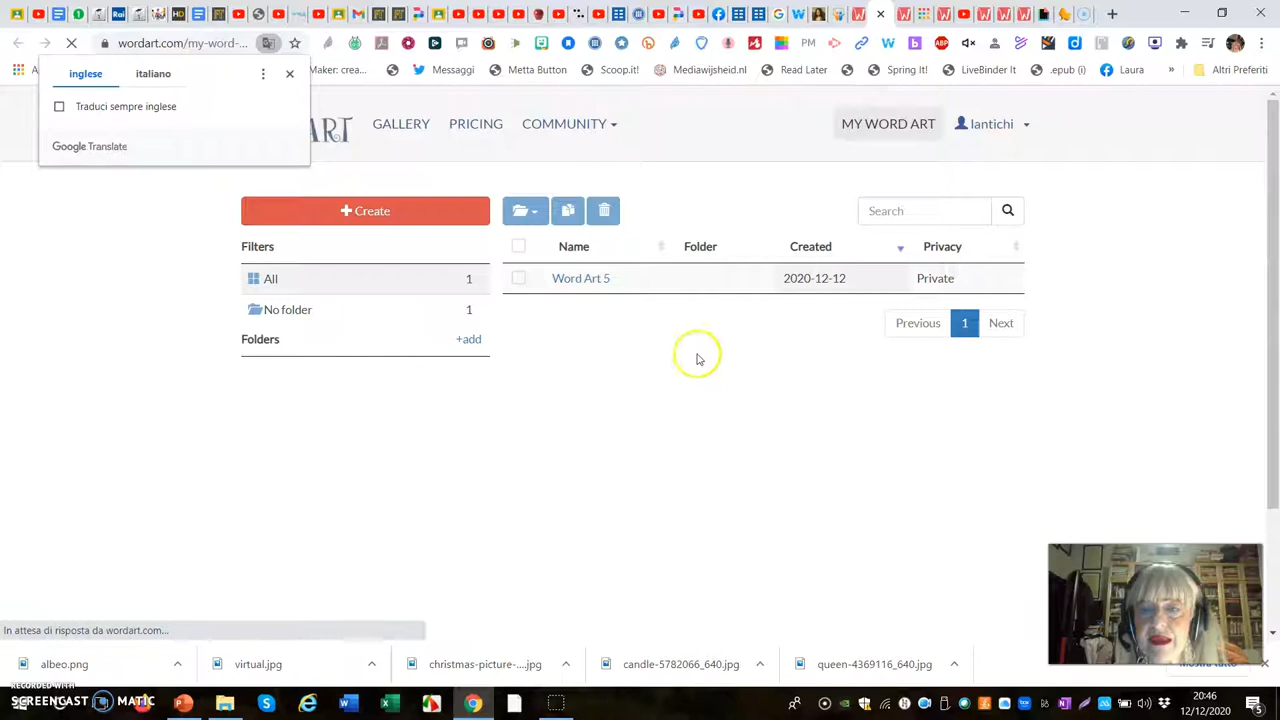 wordart.com/my-word-...
Maker: crea...
Messaggi
Metta Button
Scoop.it!
Mediawijsheid.nl
Read Later
Spring It!
LiveBinder It
.epub (i)
Laura
»
Altri Preferiti
inglese
italiano
Traduci sempre inglese
Google Translate
ART
GALLERY
PRICING
COMMUNITY
MY WORD ART
lantichi
+ Create
Search
Filters
Name
Folder
Created
Privacy
All 1
Word Art 5
2020-12-12
Private
No folder 1
Previous
1
Next
Folders
+add
In attesa di risposta da wordart.com...
albeo.png
virtual.jpg
christmas-picture-....jpg
candle-5782066_640.jpg
queen-4369116_640.jpg
Mostra tutto
RECORDED WITH
SCREENCAST MATIC
20:46
12/12/2020